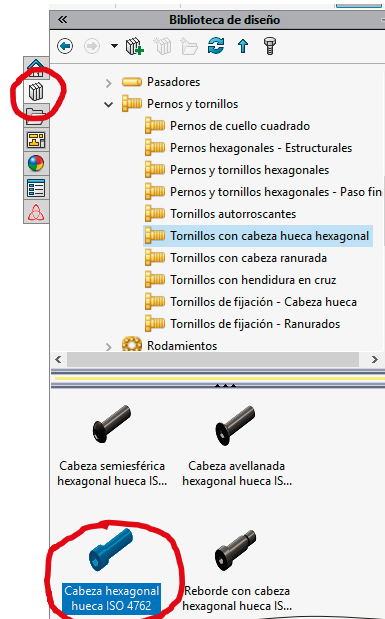 Biblioteca de diseño
Pasadores
Pernos y tornillos
Pernos de cuello cuadrado
Pernos hexagonales - Estructurales
Pernos y tornillos hexagonales
Pernos y tornillos hexagonales - Paso fin
Tornillos autorroscantes
Tornillos con cabeza hueca hexagonal
Tornillos con cabeza ranurada
Tornillos con hendidura en cruz
Tornillos de fijación - Cabeza hueca
Tornillos de fijación - Ranurados
Rodamientos
Cabeza semiesférica
hexagonal hueca IS...
Cabeza avellanada
hexagonal hueca IS...
Cabeza hexagonal
hueca ISO 4762
Reborde con cabeza
hexagonal hueca IS...